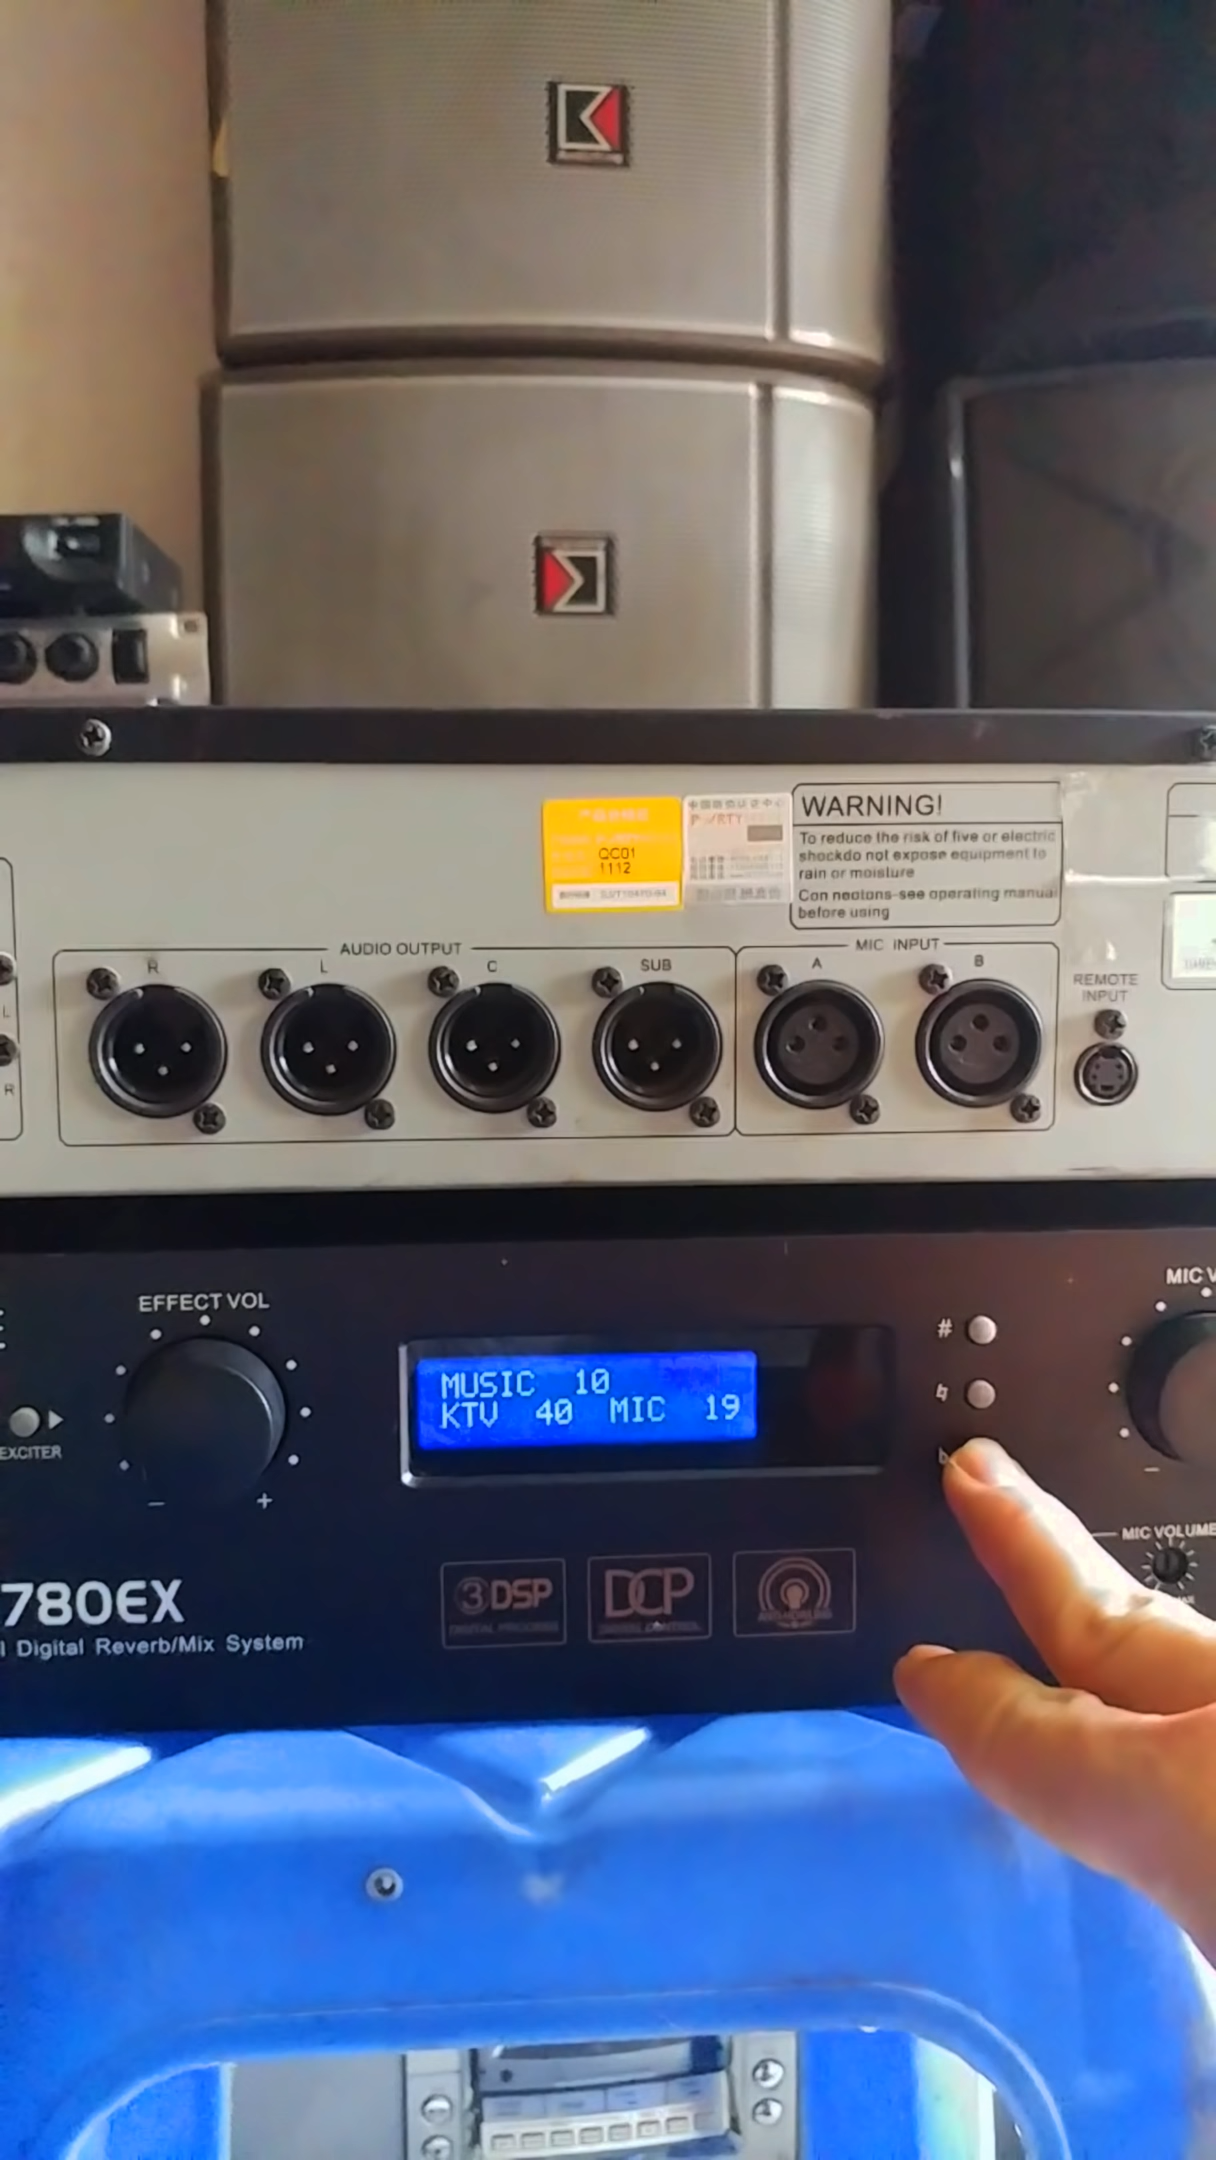 QC01
1112
WARNING!
To reduce the risk of five or electric
shockdo not expose equipment to
rain or moisture
Con neotons-see operating manual
before using
AUDIO OUTPUT
R
L
C
SUB
MIC INPUT
A
B
REMOTE
INPUT
L
R
EFFECT VOL
MIC V
MUSIC 10
KTV 40 MIC 19
#
♮
b
EXCITER
- +
-
MIC VOLUME
780EX
l Digital Reverb/Mix System
3DSP
DCP